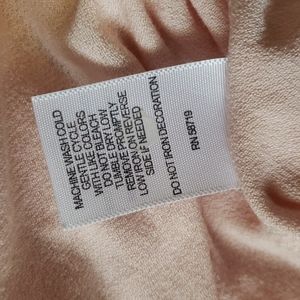 MACHINE WASH COLD
GENTLE CYCLE
WITH LIKE COLORS
DO NOT BLEACH
TUMBLE DRY LOW
REMOVE PROMPTLY
LOW IRON ON REVERSE
SIDE IF NEEDED
DO NOT IRON DECORATION
RN 58719